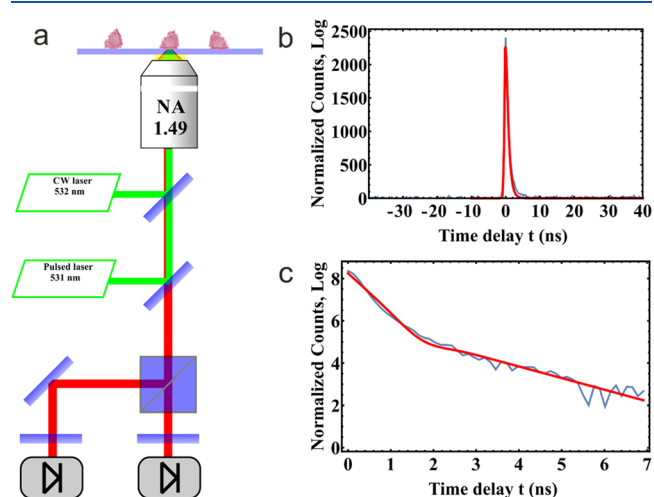 a
NA
1.49
CW laser
532 nm
Pulsed laser
531 nm
b
Normalized Counts, Log
2500
2000
1500
1000
500
0
-30
-20
-10
0
10
20
30
40
Time delay t (ns)
c
Normalized Counts, Log
8
6
4
2
0
0
1
2
3
4
5
6
7
Time delay t (ns)